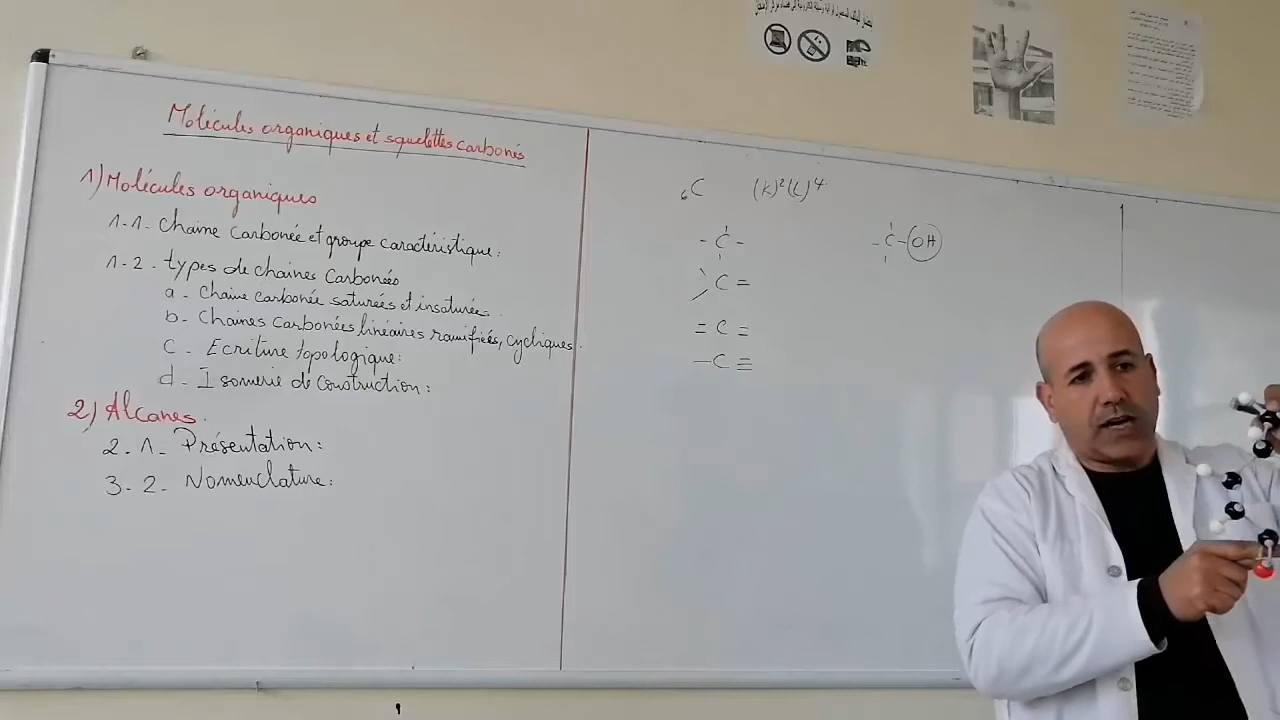 Molécules organiques et squelettes carbonés
1) Molécules organiques
1-1- Chaine carbonée et groupe caractéristique:
1-2- types de chaines carbonées
a- Chaine carbonée saturées et insaturées.
b- Chaines carbonées linéaires ramifiées, cycliques.
c- Ecriture topologique:
d- Isomerie de construction:
2) Alcanes.
2-1- Présentation:
3-2- Nomenclature:
₆C (K)²(L)⁴
- C -
C =
= C =
-C≡
-C-OH